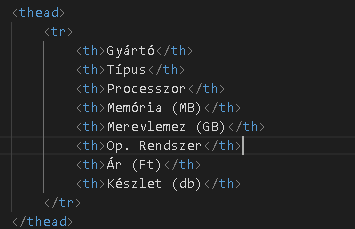 <thead>
<tr>
<th>Gyártó</th>
<th>Típus</th>
<th>Processzor</th>
<th>Memória (MB)</th>
<th>Merevlemez (GB)</th>
<th>Op. Rendszer</th>
<th>Ár (Ft)</th>
<th>Készlet (db)</th>
</tr>
</thead>